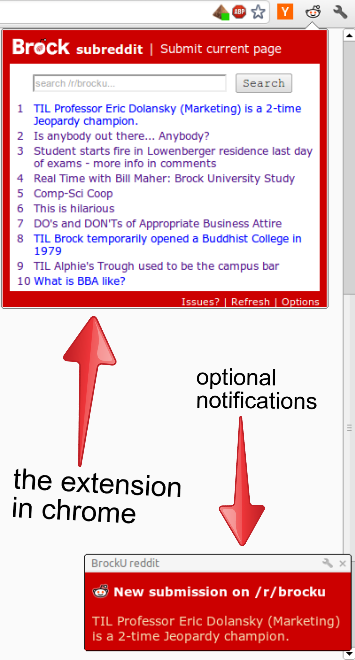 ABP
Y
Brock subreddit | Submit current page
search /r/brocku...
Search
1 TIL Professor Eric Dolansky (Marketing) is a 2-time
Jeopardy champion.
2 Is anybody out there... Anybody?
3 Student starts fire in Lowenberger residence last day
of exams - more info in comments
4 Real Time with Bill Maher: Brock University Study
5 Comp-Sci Coop
6 This is hilarious
7 DO's and DON'Ts of Appropriate Business Attire
8 TIL Brock temporarily opened a Buddhist College in
1979
9 TIL Alphie's Trough used to be the campus bar
10 What is BBA like?
Issues? | Refresh | Options
optional
notifications
the extension
in chrome
BrockU reddit
New submission on /r/brocku
TIL Professor Eric Dolansky (Marketing)
is a 2-time Jeopardy champion.